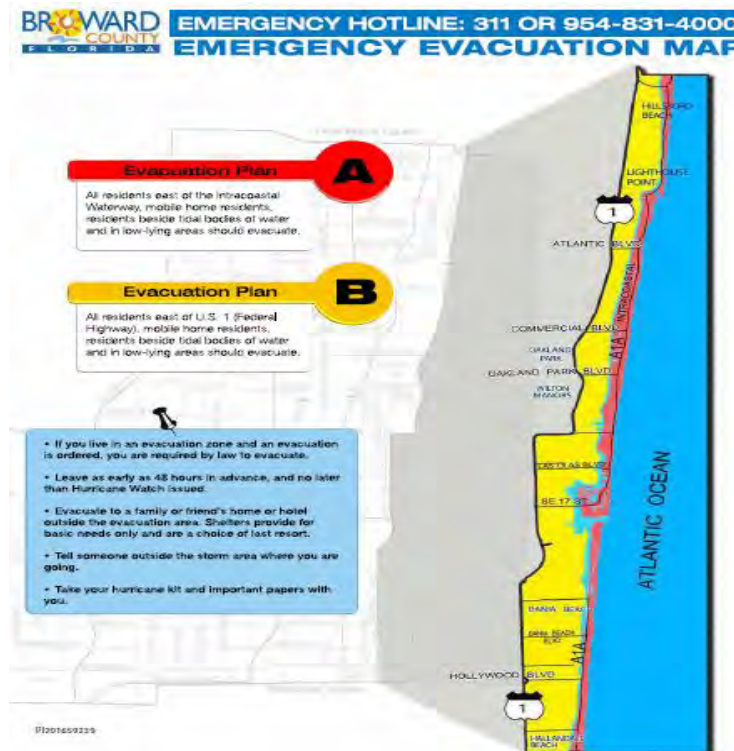 BROWARD
COUNTY
FLORIDA
EMERGENCY HOTLINE: 311 OR 954-831-4000
EMERGENCY EVACUATION MAP
HILLSBORO
BEACH
LIGHTHOUSE
POINT
Evacuation Plan
A
All residents east of the Intracoastal
Waterway, mobile home residents,
residents beside tidal bodies of water
and in low-lying areas should evacuate.
1
ATLANTIC BLVD
INTRACOASTAL
A1A
Evacuation Plan
B
All residents east of U.S. 1 (Federal
Highway), mobile home residents,
residents beside tidal bodies of water
and in low-lying areas should evacuate.
COMMERCIAL BLVD
OAKLAND
PARK
OAKLAND PARK BLVD
WILTON
MANORS
• If you live in an evacuation zone and an evacuation
is ordered, you are required by law to evacuate.
• Leave as early as 48 hours in advance, and no later
than Hurricane Watch issued.
• Evacuate to a family or friend's home or hotel
outside the evacuation area. Shelters provide for
basic needs only and are a choice of last resort.
• Tell someone outside the storm area where you are
going.
• Take your hurricane kit and important papers with
you.
BLVD
SE 17 ST
ATLANTIC OCEAN
DANIA BEACH
DANIA BEACH
BLVD
A1A
HOLLYWOOD BLVD
1
HALLANDALE
BEACH